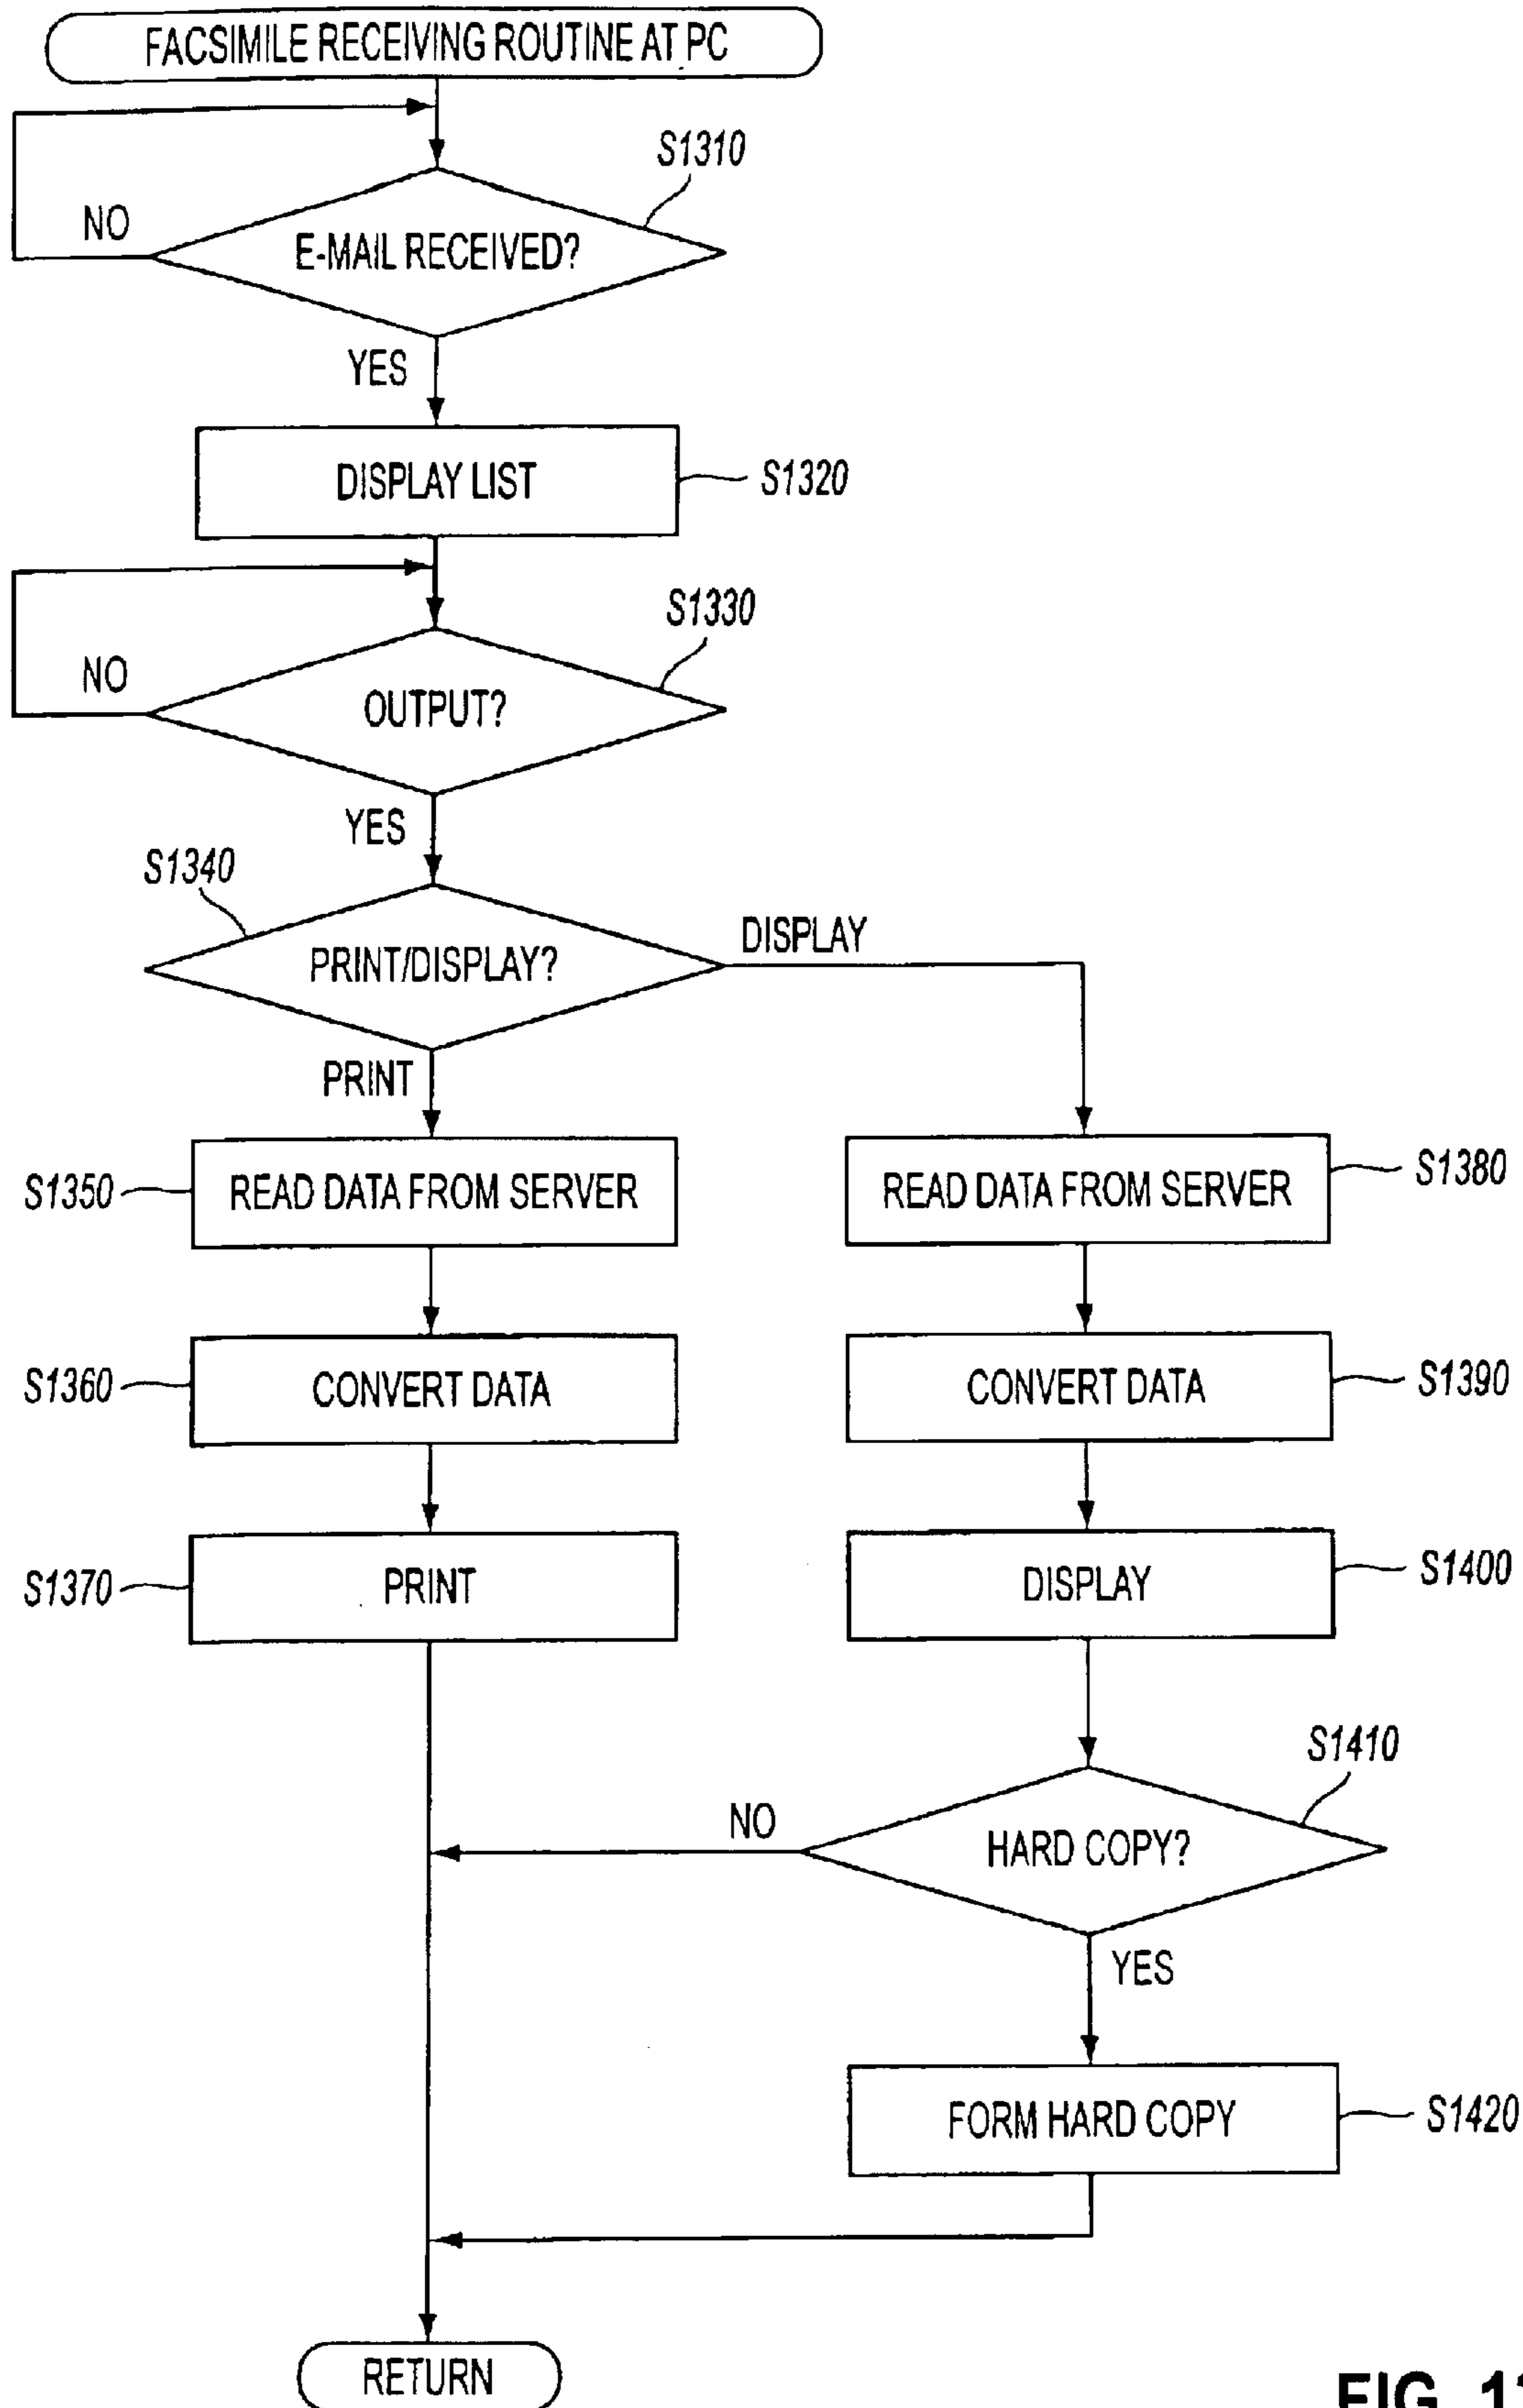 FACSIMILE RECEIVING ROUTINE AT PC
S1310
NO
E-MAIL RECEIVED?
YES
DISPLAY LIST
S1320
S1330
NO
OUTPUT?
YES
S1340
PRINT/DISPLAY?
DISPLAY
PRINT
S1350
READ DATA FROM SERVER
READ DATA FROM SERVER
S1380
S1360
CONVERT DATA
CONVERT DATA
S1390
S1370
PRINT
DISPLAY
S1400
S1410
NO
HARD COPY?
YES
FORM HARD COPY
S1420
RETURN
FIG.